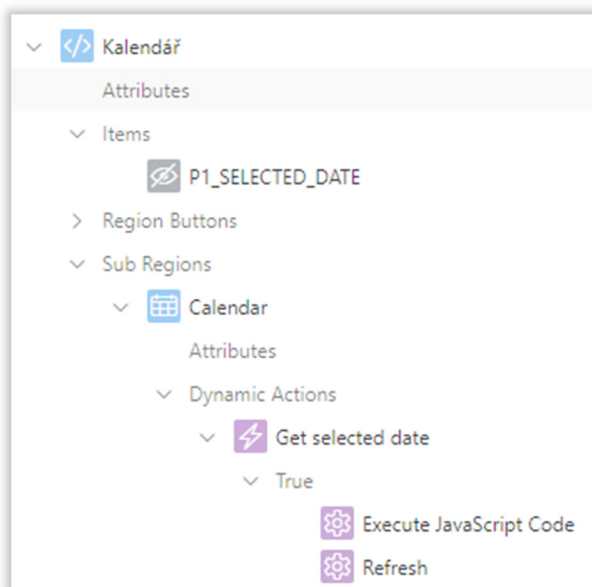 Kalendář
Attributes
Items
P1_SELECTED_DATE
Region Buttons
Sub Regions
Calendar
Attributes
Dynamic Actions
Get selected date
True
Execute JavaScript Code
Refresh